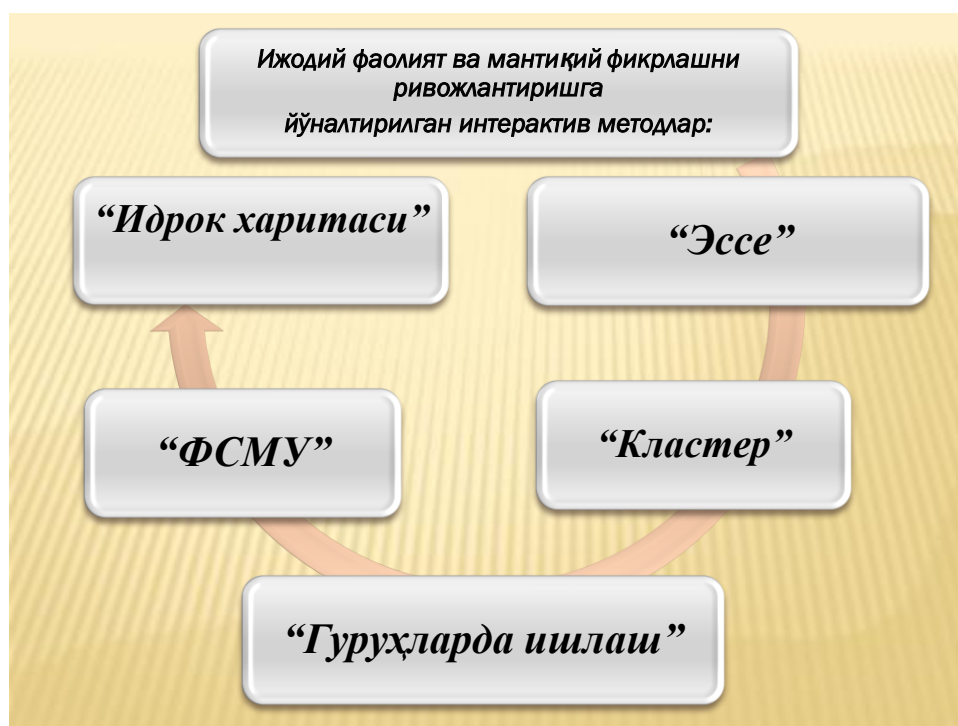 Ижодий фаолият ва мантиқий фикрлашни
ривожлантиришга
йўналтирилган интерактив методлар:
“Идрок харитаси”
“Эссе”
“ФСМУ”
“Кластер”
“Гуруҳларда ишлаш”